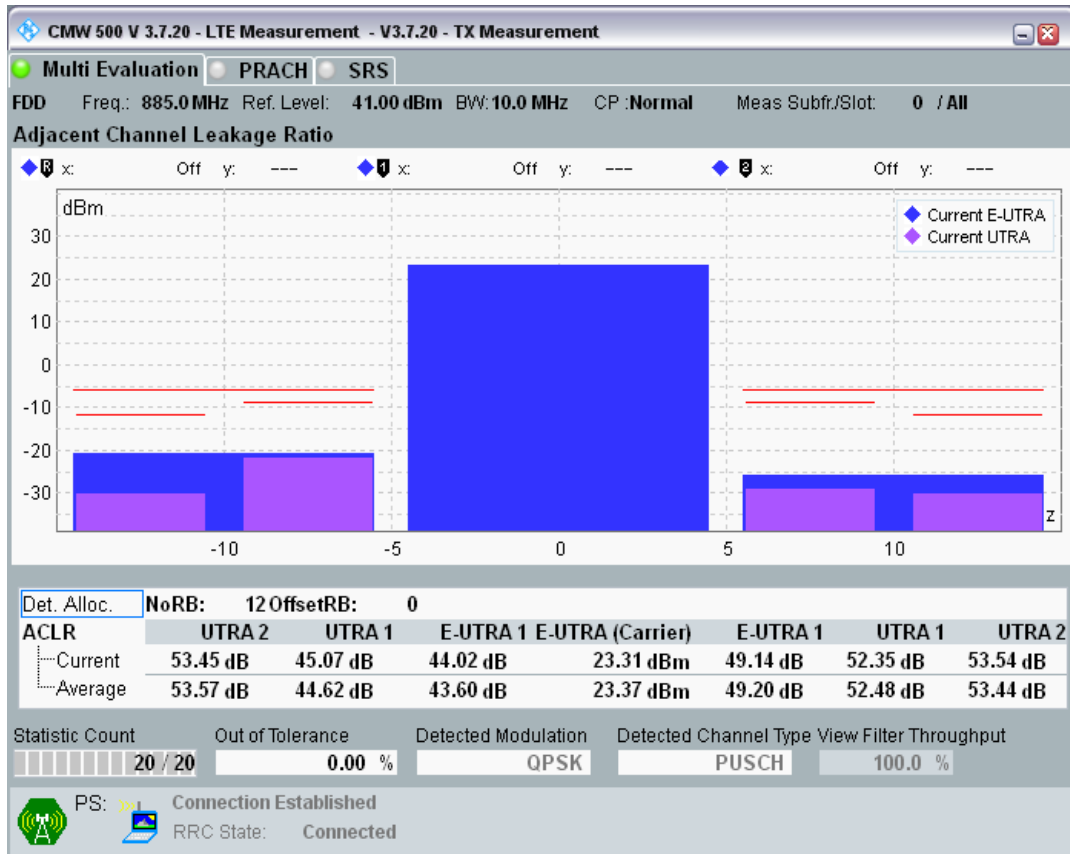 CMW 500 V 3.7.20 - LTE Measurement - V3.7.20 - TX Measurement
Multi Evaluation PRACH SRS
FDD Freq.: 885.0 MHz Ref. Level: 41.00 dBm BW: 10.0 MHz CP :Normal Meas Subfr./Slot: 0 / All
Adjacent Channel Leakage Ratio
R x: Off y: --- 1 x: Off y: --- 2 x: Off y: ---
dBm
Current E-UTRA
Current UTRA
30
20
10
0
-10
-20
-30
z
-10 -5 0 5 10
Det. Alloc. NoRB: 12 OffsetRB: 0
ACLR UTRA 2 UTRA 1 E-UTRA 1 E-UTRA (Carrier) E-UTRA 1 UTRA 1 UTRA 2
Current 53.45 dB 45.07 dB 44.02 dB 23.31 dBm 49.14 dB 52.35 dB 53.54 dB
Average 53.57 dB 44.62 dB 43.60 dB 23.37 dBm 49.20 dB 52.48 dB 53.44 dB
Statistic Count Out of Tolerance Detected Modulation Detected Channel Type View Filter Throughput
20 / 20 0.00 % QPSK PUSCH 100.0 %
PS: Connection Established
RRC State: Connected